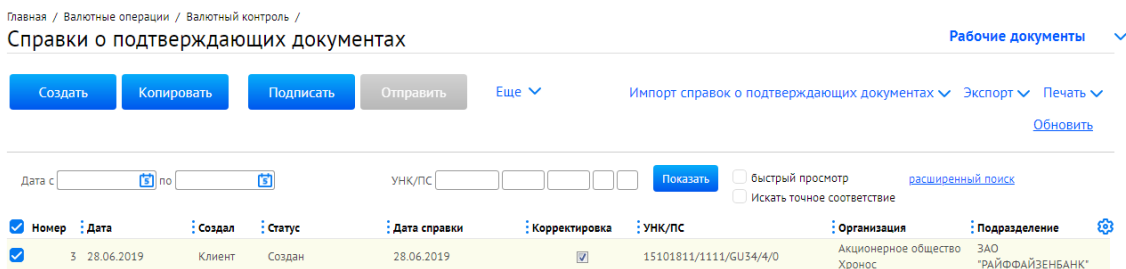 Главная / Валютные операции / Валютный контроль /
Справки о подтверждающих документах
Рабочие документы
Создать Копировать Подписать Отправить Еще Импорт справок о подтверждающих документах Экспорт Печать
Обновить
Дата с по УНК/ПС Показать быстрый просмотр расширенный поиск
Искать точное соответствие
Номер Дата Создал Статус Дата справки Корректировка УНК/ПС Организация Подразделение
3 28.06.2019 Клиент Создан 28.06.2019 15101811/1111/GU34/4/0 Акционерное общество ЗАО
Хронос "РАЙФФАЙЗЕНБАНК"